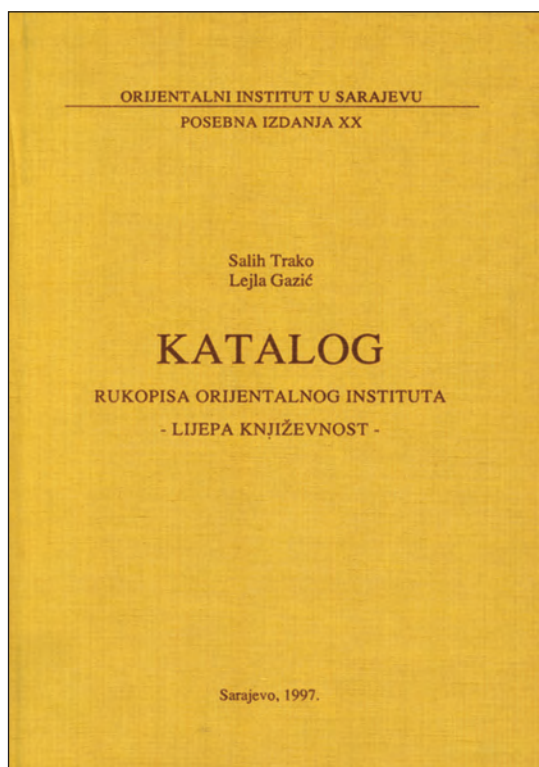 ORIJENTALNI INSTITUT U SARAJEVU
POSEBNA IZDANJA XX
Salih Trako
Lejla Gazić
KATALOG
RUKOPISA ORIJENTALNOG INSTITUTA
- LIJEPA KNJIŽEVNOST -
Sarajevo, 1997.